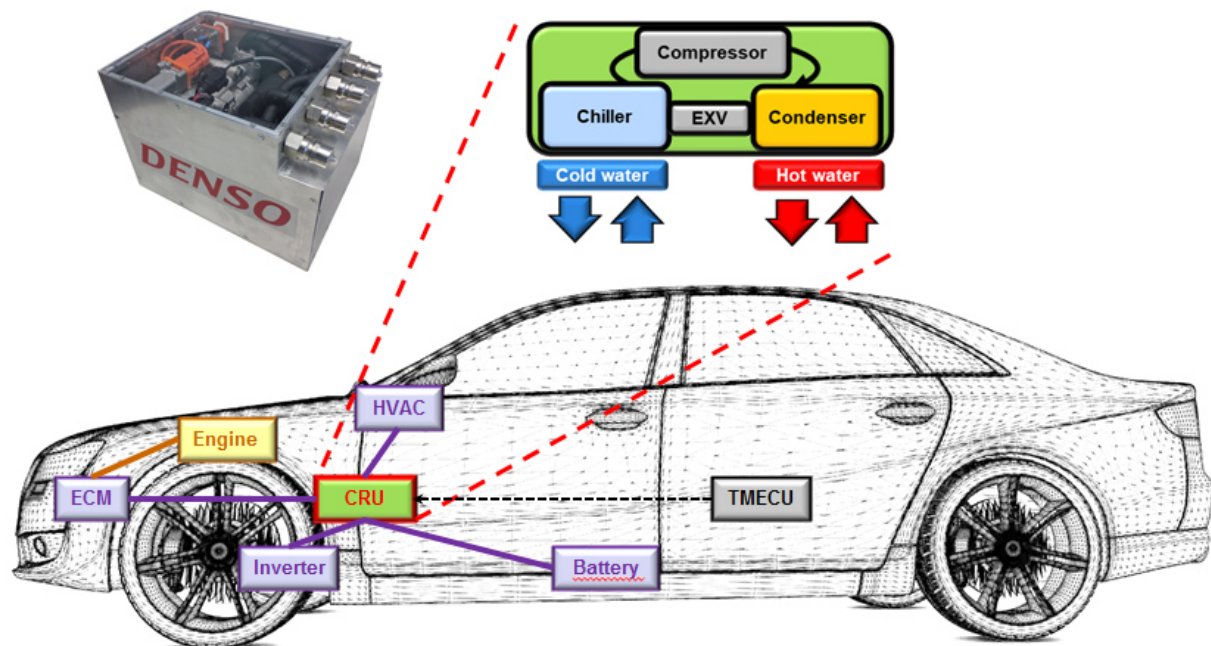 DENSO
Compressor
Chiller
EXV
Condenser
Cold water
Hot water
HVAC
Engine
ECM
CRU
TMECU
Inverter
Battery